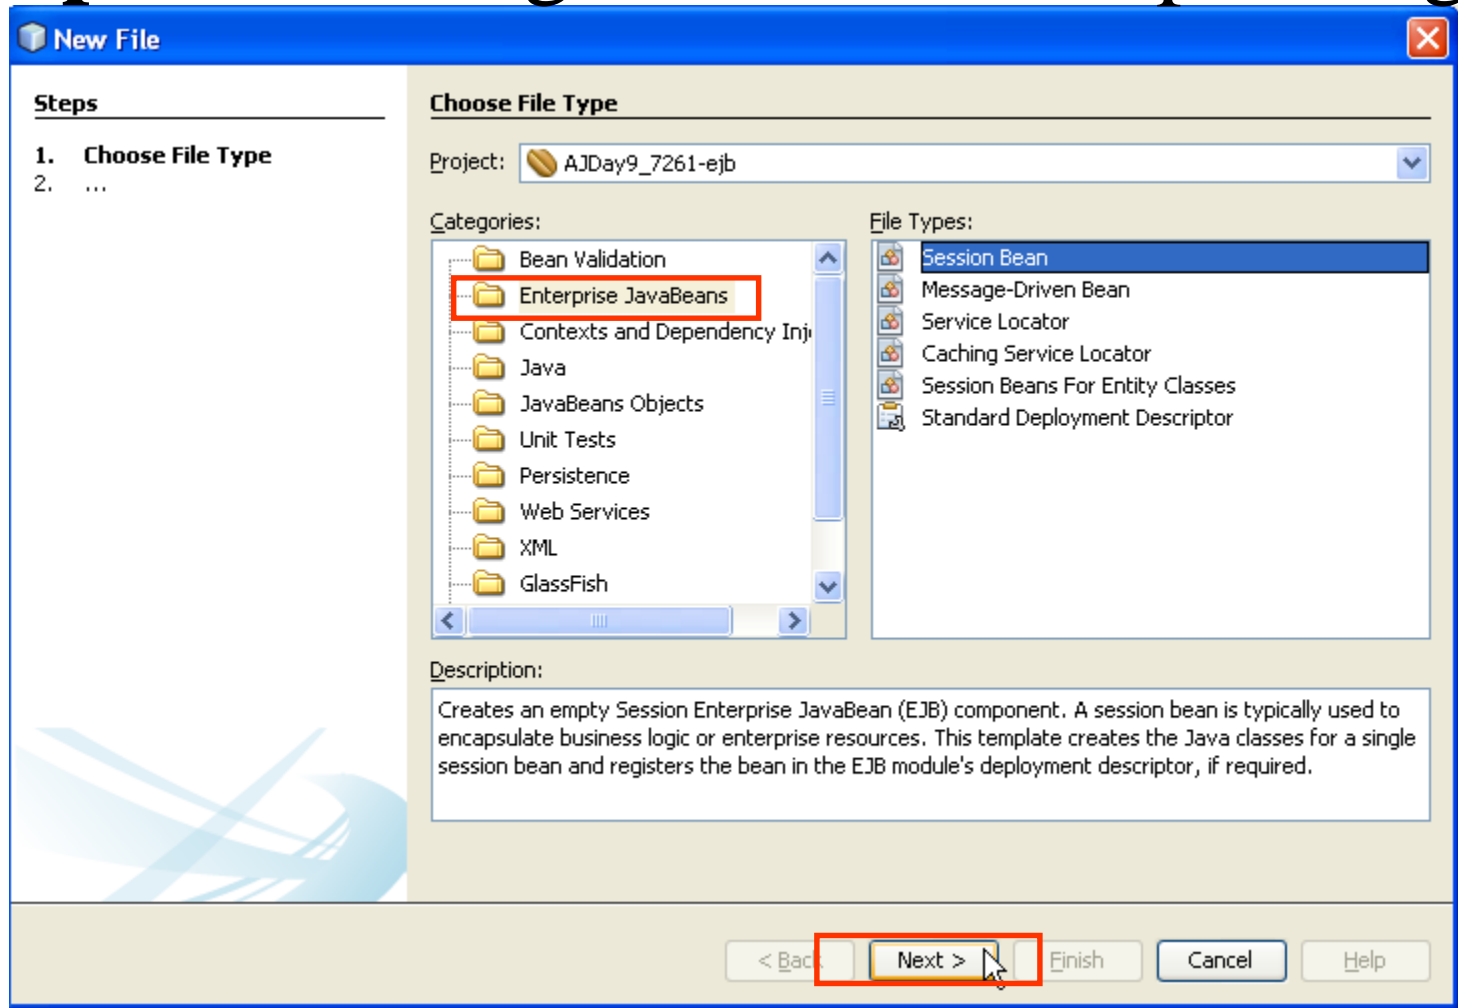 New File
Steps
1. Choose File Type
2. ...
Choose File Type
Project: AJDay9_7261-ejb
Categories:
Bean Validation
Enterprise JavaBeans
Contexts and Dependency
Java
JavaBeans Objects
Unit Tests
Persistence
Web Services
XML
GlassFish
File Types:
Session Bean
Message-Driven Bean
Service Locator
Caching Service Locator
Session Beans For Entity Classes
Standard Deployment Descriptor
Description:
Creates an empty Session Enterprise JavaBean (EJB) component. A session bean is typically used to
encapsulate business logic or enterprise resources. This template creates the Java classes for a single
session bean and registers the bean in the EJB module's deployment descriptor, if required.
< Back
Next >
Finish
Cancel
Help